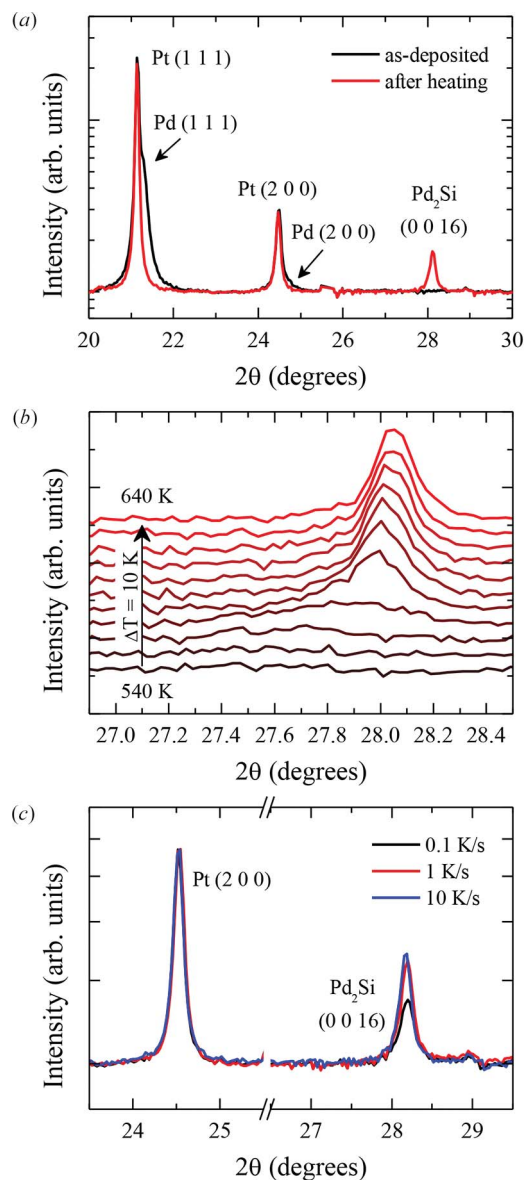 (a)
Pt (1 1 1)
as-deposited
after heating
Pd (1 1 1)
Pt (2 0 0)
Pd₂Si
(0 0 16)
Pd (2 0 0)
Intensity (arb. units)
20 22 24 26 28 30
2θ (degrees)
(b)
640 K
ΔT = 10 K
540 K
Intensity (arb. units)
27.0 27.2 27.4 27.6 27.8 28.0 28.2 28.4
2θ (degrees)
(c)
0.1 K/s
1 K/s
10 K/s
Pt (2 0 0)
Pd₂Si
(0 0 16)
Intensity (arb. units)
24 25 27 28 29
2θ (degrees)